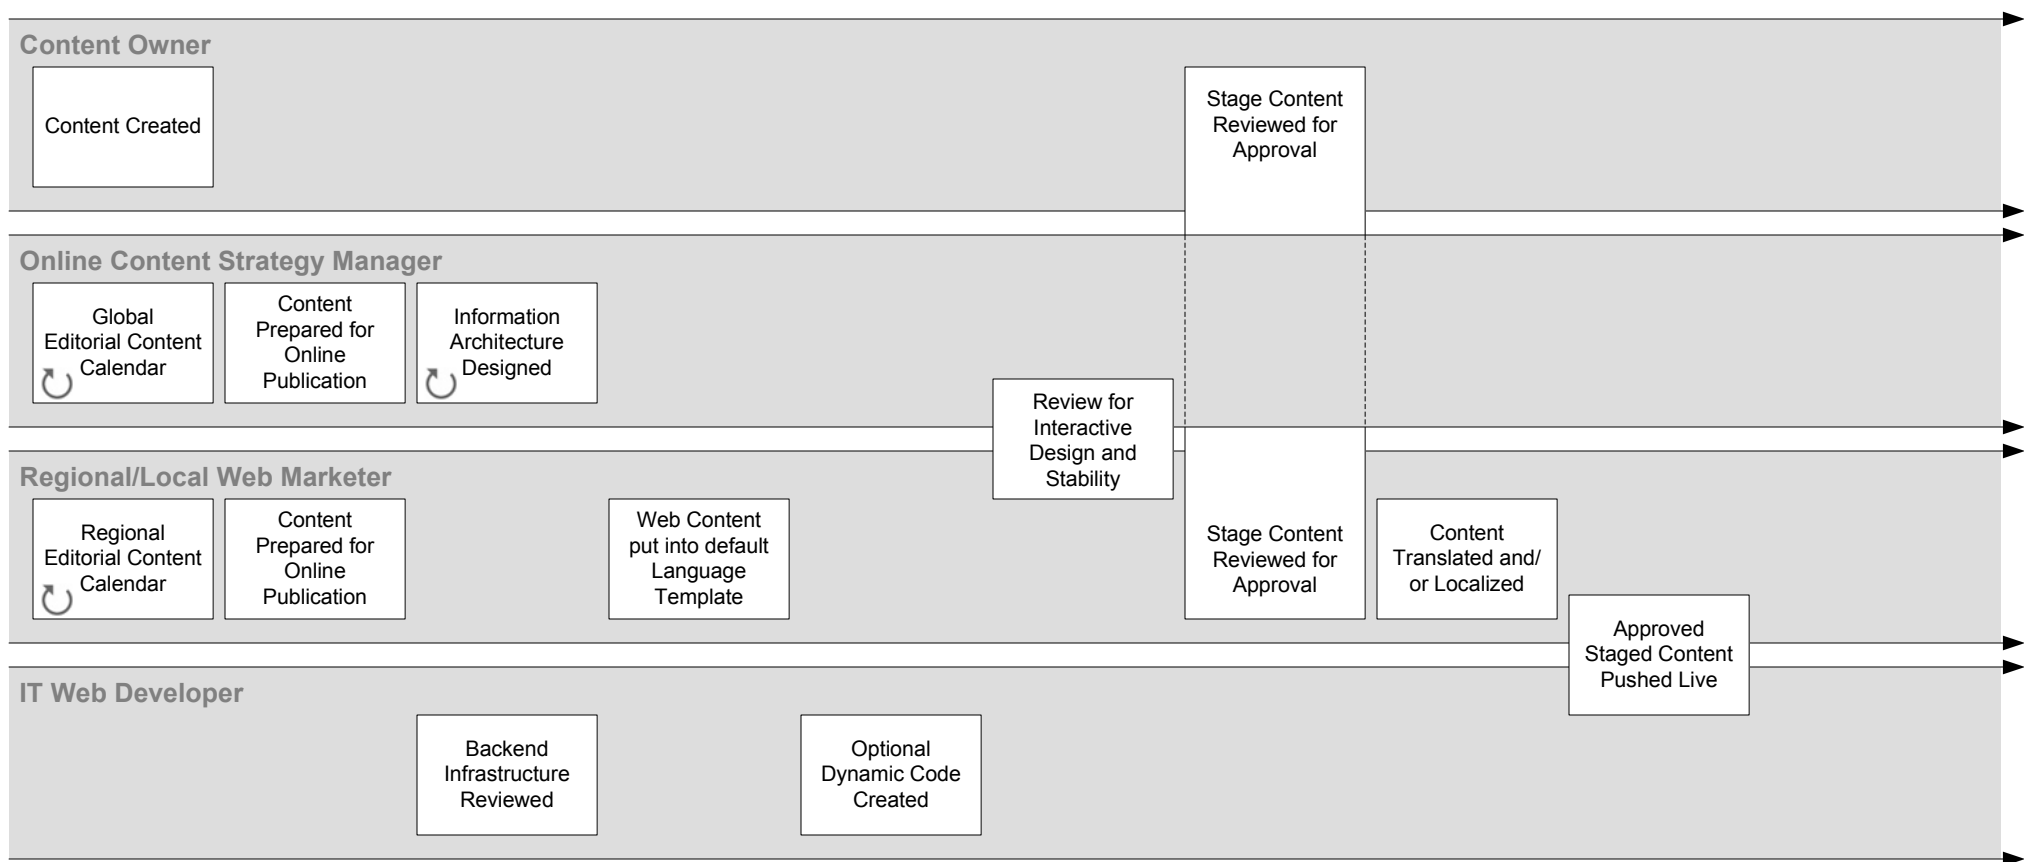 Content Owner
Content Created
Stage Content
Reviewed for
Approval
Online Content Strategy Manager
Global
Editorial Content
Calendar
Content
Prepared for
Online
Publication
Information
Architecture
Designed
Review for
Interactive
Design and
Stability
Regional/Local Web Marketer
Regional
Editorial Content
Calendar
Content
Prepared for
Online
Publication
Web Content
put into default
Language
Template
Stage Content
Reviewed for
Approval
Content
Translated and/
or Localized
Approved
Staged Content
Pushed Live
IT Web Developer
Backend
Infrastructure
Reviewed
Optional
Dynamic Code
Created